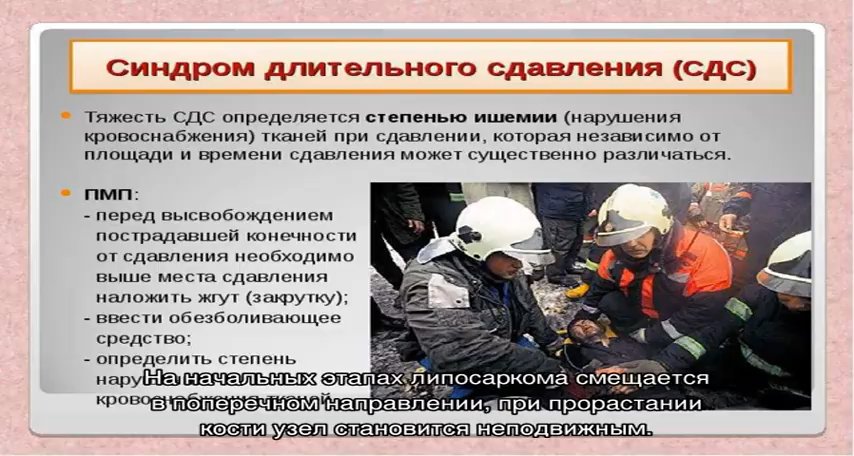 Синдром длительного сдавления (СДС)
Тяжесть СДС определяется степенью ишемии (нарушения
кровоснабжения) тканей при сдавлении, которая независимо от
площади и времени сдавления может существенно различаться.
ПМП:
- перед высвобождением
пострадавшей конечности
от сдавления необходимо
выше места сдавления
наложить жгут (закрутку);
- ввести обезболивающее
средство;
- определить степень
На начальных этапах липосаркома смещается
в поперечном направлении, при прорастании
кости узел становится неподвижным.